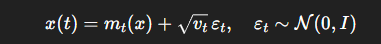 x(t) = m_t(x) + √v_t ε_t,   ε_t ∼ 𝒩(0, I)